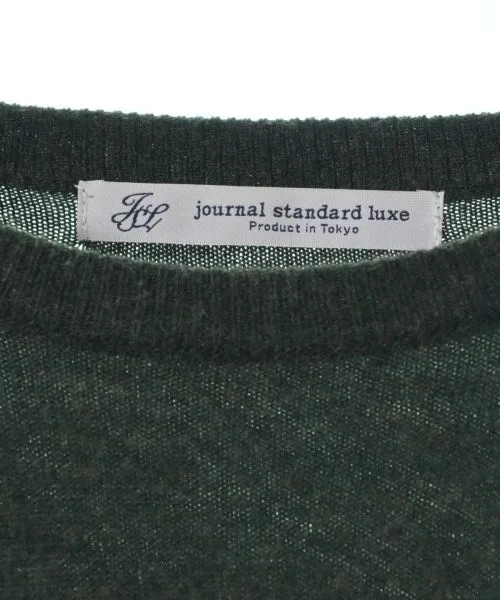 JSL
journal standard luxe
Product in Tokyo